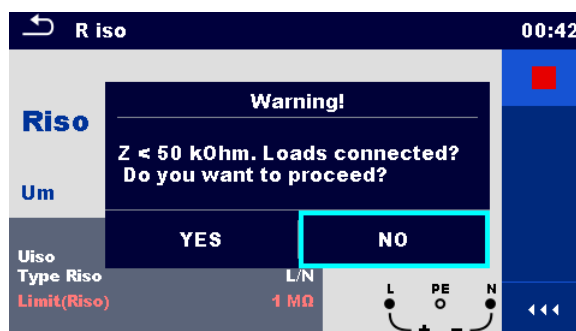 R iso 00:42
Warning!
Riso
Z < 50 kOhm. Loads connected?
Do you want to proceed?
Um
YES NO
Uiso
Type Riso L/N
Limit(Riso) 1 MΩ
L PE N
+ -